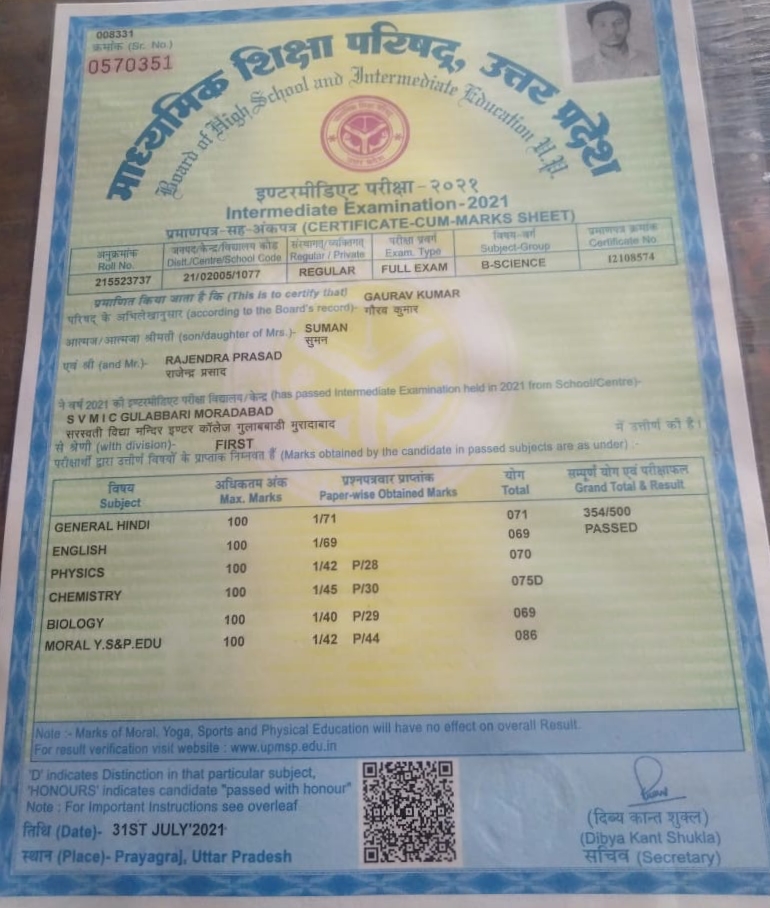 008331
क्रमांक (Sr. No.)
0570351
माध्यमिक शिक्षा परिषद्, उत्तर प्रदेश
Board of High School and Intermediate Education U.P.
इण्टरमीडिएट परीक्षा - २०२१
Intermediate Examination-2021
प्रमाणपत्र-सह-अंकपत्र (CERTIFICATE-CUM-MARKS SHEET)
अनुक्रमांक जनपद/केन्द्र/विद्यालय कोड संस्थागत/व्यक्तिगत परीक्षा प्रवर्ग विषय-वर्ग प्रमाणपत्र क्रमांक
Roll No. Distt./Centre/School Code Regular / Private Exam. Type Subject-Group Certificate No.
215523737 21/02005/1077 REGULAR FULL EXAM B-SCIENCE 12108574
प्रमाणित किया जाता है कि (This is to certify that) GAURAV KUMAR
परिषद के अभिलेखानुसार (according to the Board's record)- गौरव कुमार
आत्मज/आत्मजा श्रीमती (son/daughter of Mrs.)- SUMAN
सुमन
एवं श्री (and Mr.)- RAJENDRA PRASAD
राजेन्द्र प्रसाद
ने वर्ष 2021 की इण्टरमीडिएट परीक्षा विद्यालय/केन्द्र (has passed Intermediate Examination held in 2021 from School/Centre)-
S V M I C GULABBARI MORADABAD
सरस्वती विद्या मन्दिर इण्टर कॉलेज गुलाबबाडी मुरादाबाद में उत्तीर्ण की है।
से श्रेणी (with division)- FIRST
परीक्षार्थी द्वारा उत्तीर्ण विषयों के प्राप्तांक निम्नवत हैं (Marks obtained by the candidate in passed subjects are as under) :-
विषय अधिकतम अंक प्रश्नपत्रवार प्राप्तांक योग सम्पूर्ण योग एवं परीक्षाफल
Subject Max. Marks Paper-wise Obtained Marks Total Grand Total & Result
GENERAL HINDI 100 1/71 071 354/500
ENGLISH 100 1/69 069 PASSED
PHYSICS 100 1/42 P/28 070
CHEMISTRY 100 1/45 P/30 075D
BIOLOGY 100 1/40 P/29 069
MORAL Y.S&P.EDU 100 1/42 P/44 086
Note :- Marks of Moral, Yoga, Sports and Physical Education will have no effect on overall Result.
For result verification visit website : www.upmsp.edu.in
'D' indicates Distinction in that particular subject,
'HONOURS' indicates candidate "passed with honour"
Note : For Important Instructions see overleaf
तिथि (Date)- 31ST JULY'2021
स्थान (Place)- Prayagraj, Uttar Pradesh
(दिव्य कान्त शुक्ल)
(Dibya Kant Shukla)
सचिव (Secretary)